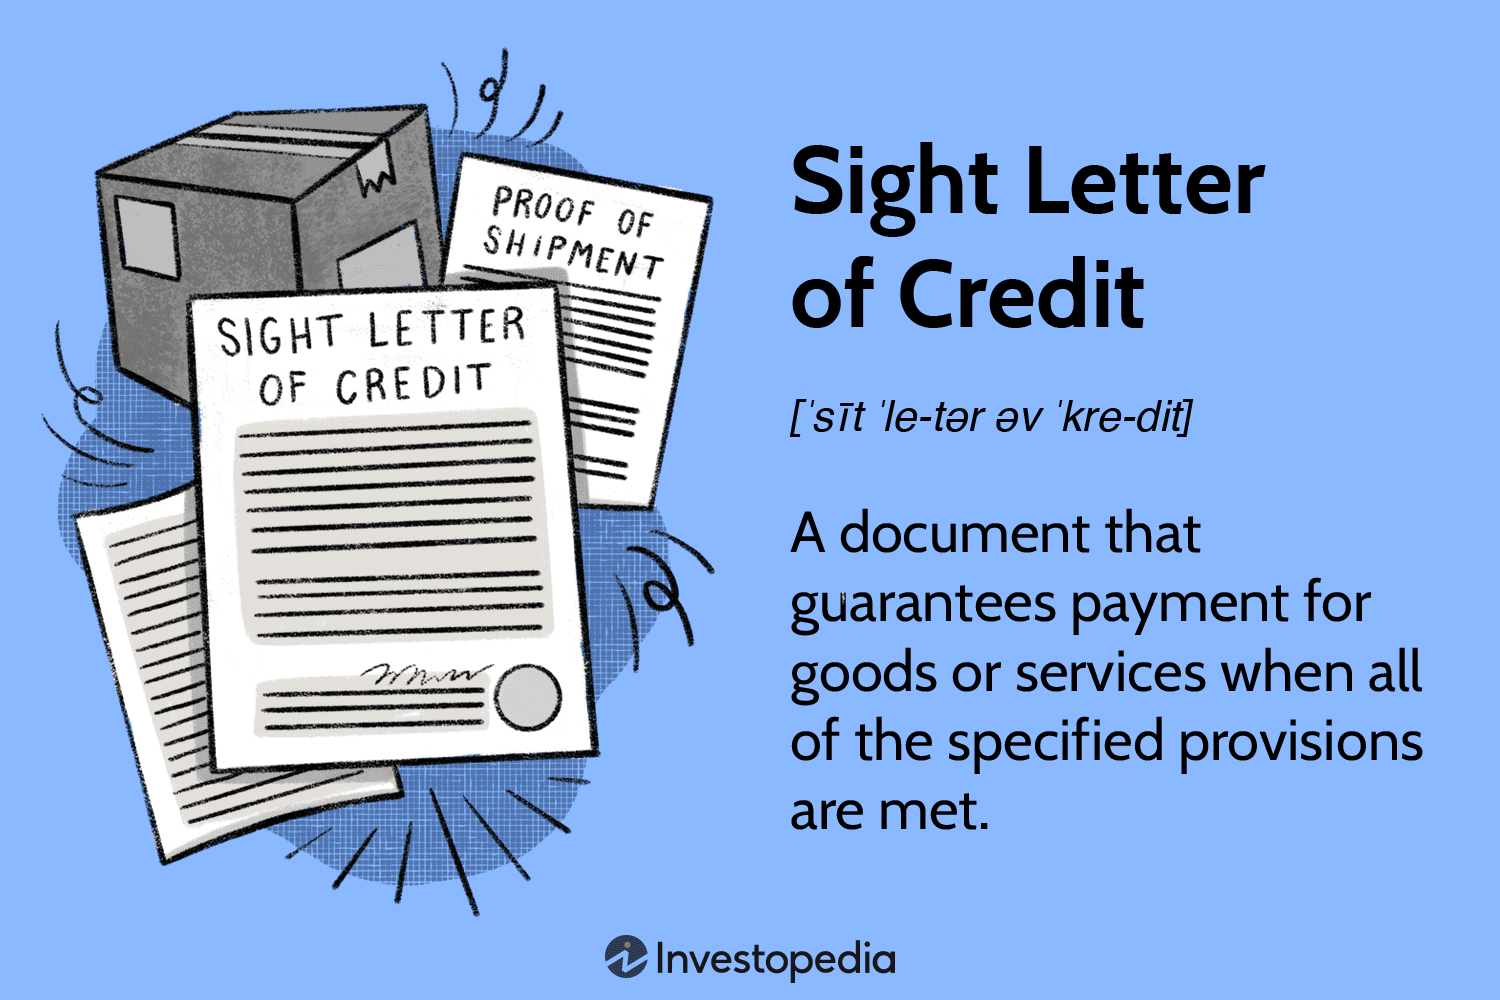 PROOF OF
SHIPMENT
SIGHT LETTER
OF CREDIT
Sight Letter
of Credit
[ˈsīt ˈle-tər əv ˈkre-dit]
A document that
guarantees payment for
goods or services when all
of the specified provisions
are met.
Investopedia